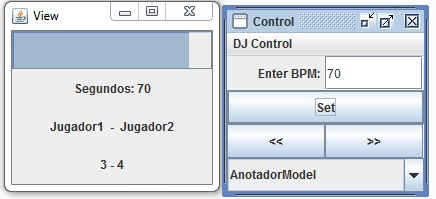 View
Segundos: 70
Jugador1 - Jugador2
3 - 4
Control
DJ Control
Enter BPM: 70
Set
<< >>
AnotadorModel